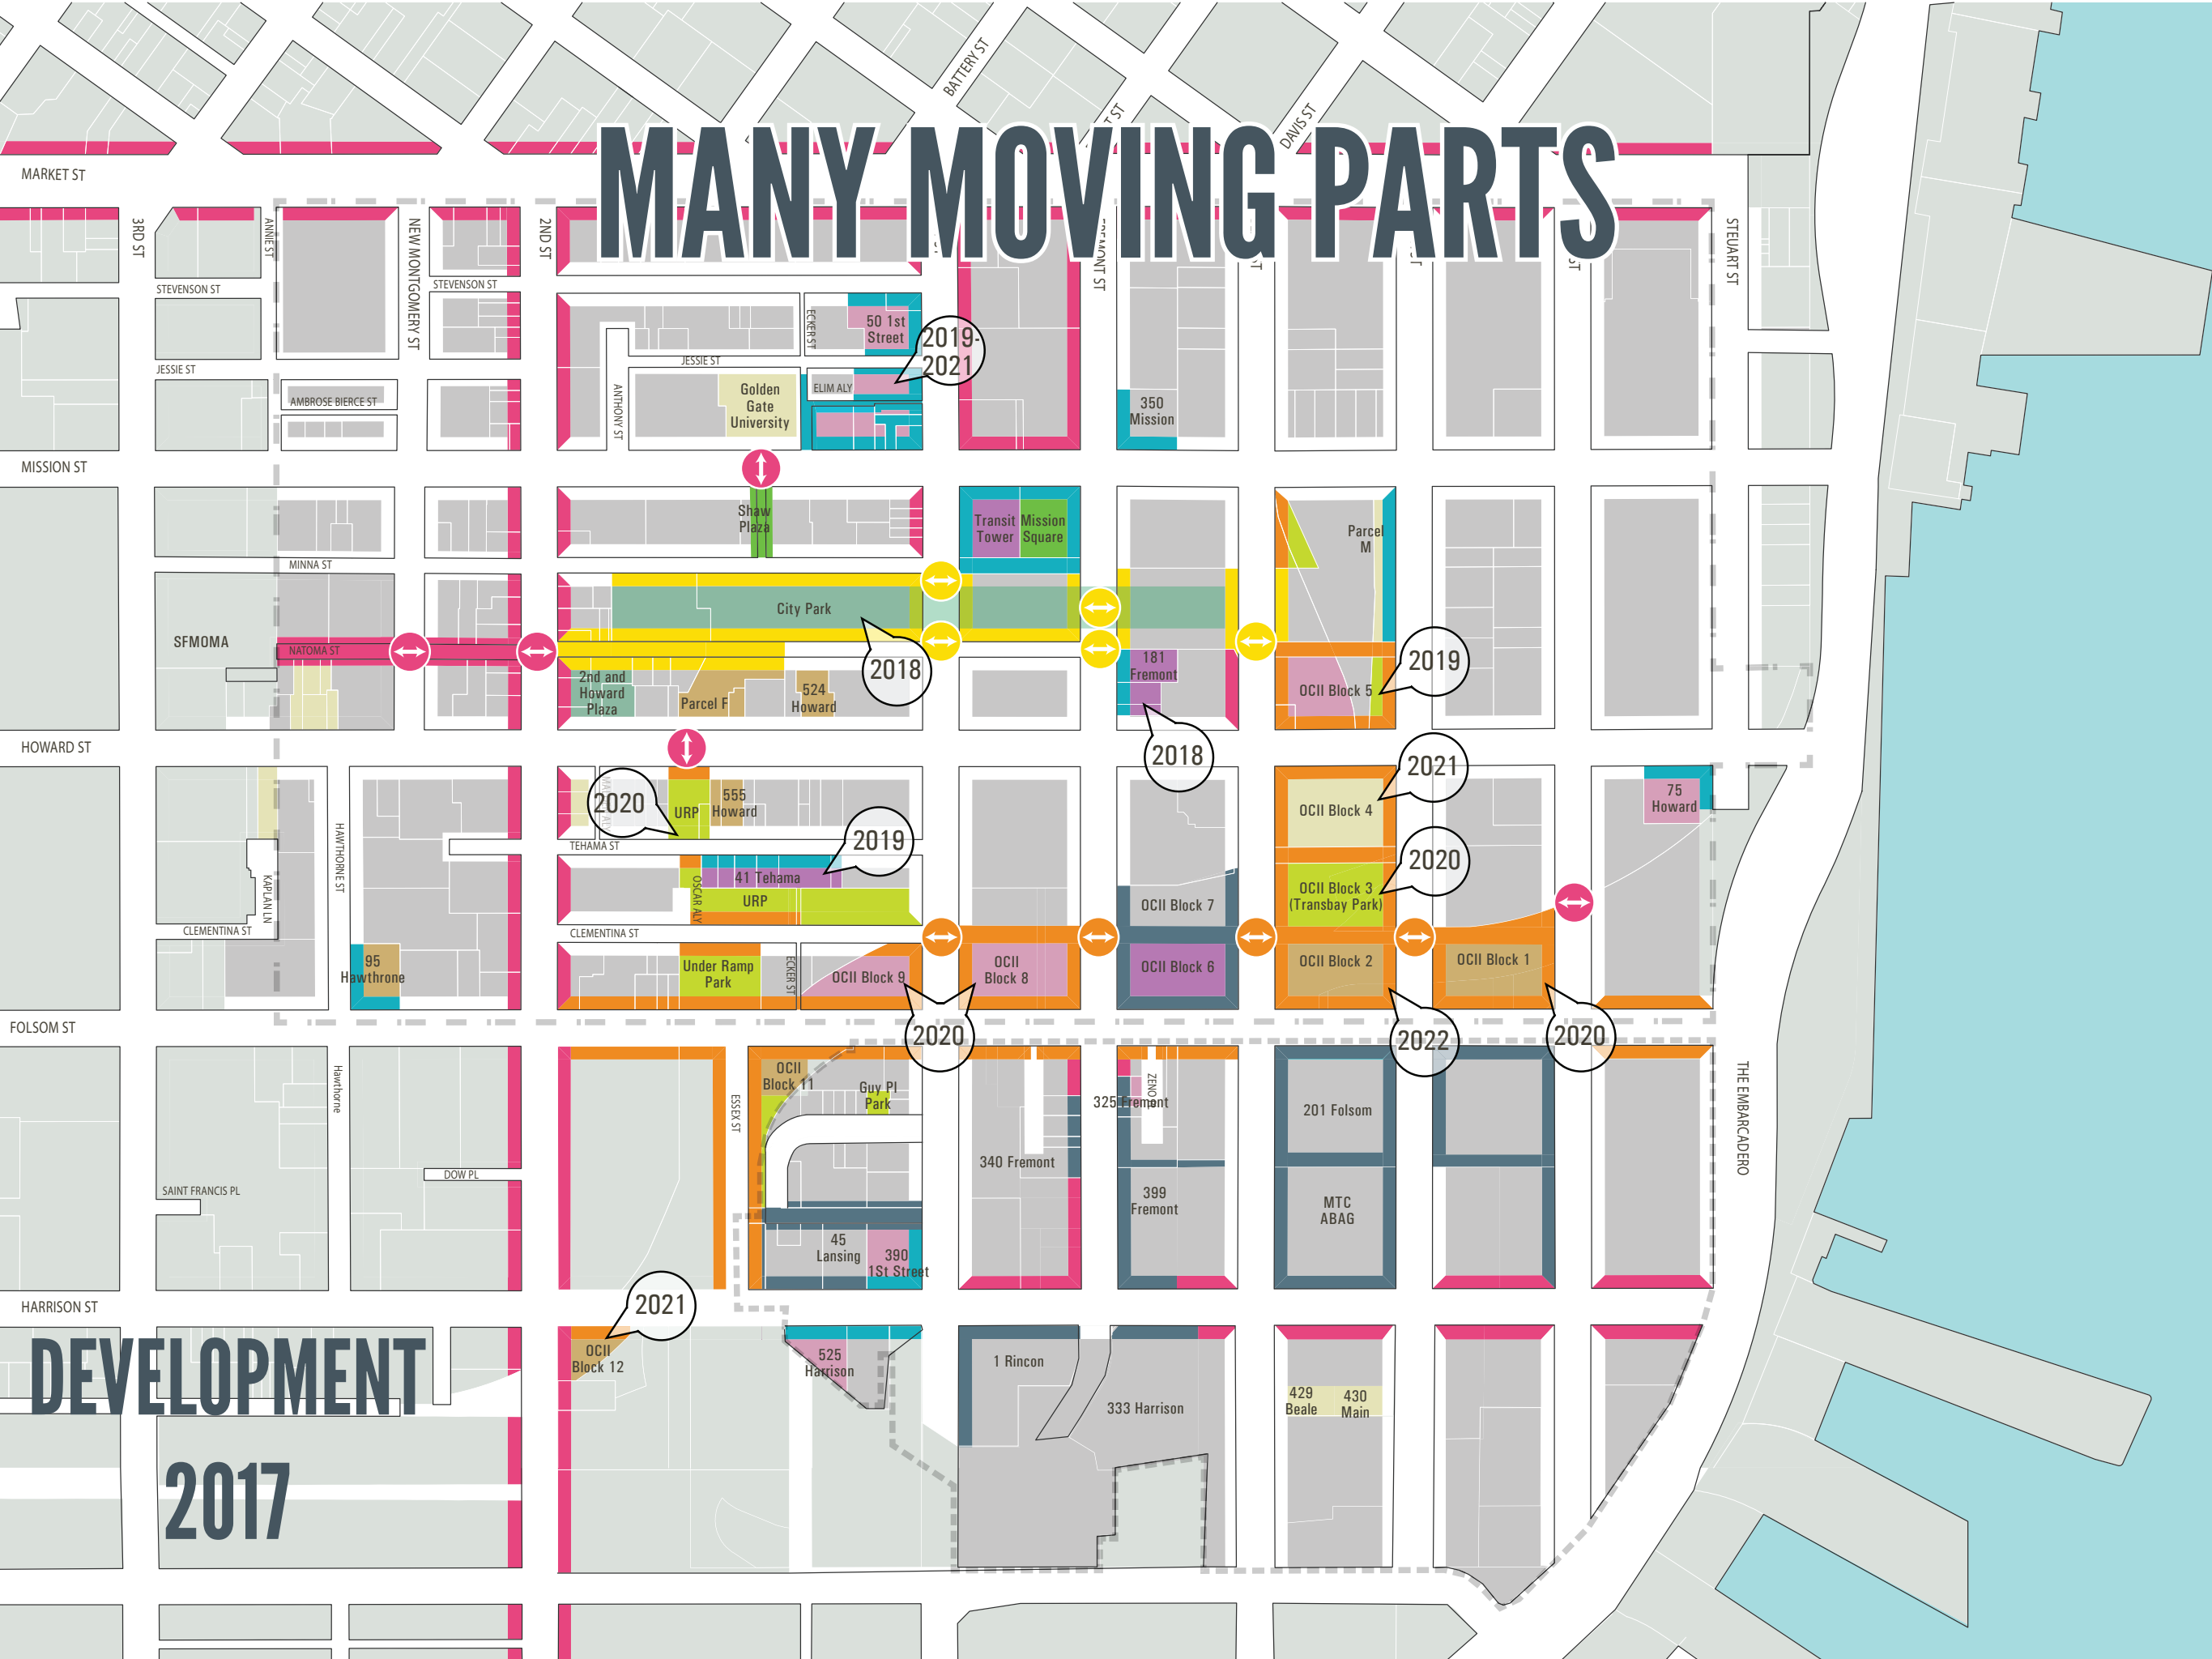 BATTERY ST
DAVIS ST
MANY MOVING PARTS
MARKET ST
3RD ST
ANNIE ST
NEW MONTGOMERY ST
2ND ST
STEUART ST
STEVENSON ST
STEVENSON ST
ECKER ST
50 1st
Street
2019-
2021
JESSIE ST
JESSIE ST
ANTHONY ST
ELIM ALY
Golden
Gate
University
AMBROSE BIERCE ST
350
Mission
MISSION ST
Shaw
Plaza
Transit
Tower
Mission
Square
Parcel
M
MINNA ST
City Park
SFMOMA
NATOMA ST
2018
2nd and
Howard
Plaza
Parcel F
524
Howard
181
Fremont
OCII Block 5
2019
HOWARD ST
2018
2021
2020
URP
555
Howard
OCII Block 4
75
Howard
HAWTHORNE ST
TEHAMA ST
2019
2020
41 Tehama
OSCAR ALY
URP
KAPLAN LN
OCII Block 7
OCII Block 3
(Transbay Park)
CLEMENTINA ST
CLEMENTINA ST
95
Hawthrone
Under Ramp
Park
ECKER ST
OCII Block 9
OCII
Block 8
OCII Block 6
OCII Block 2
OCII Block 1
FOLSOM ST
2020
2022
2020
Hawthorne
ESSEX ST
OCII
Block 11
Guy Pl
Park
325 Fremont
201 Folsom
THE EMBARCADERO
340 Fremont
DOW PL
SAINT FRANCIS PL
399
Fremont
MTC
ABAG
45
Lansing
390
1St Street
HARRISON ST
2021
OCII
Block 12
525
Harrison
1 Rincon
333 Harrison
429
Beale
430
Main
DEVELOPMENT
2017